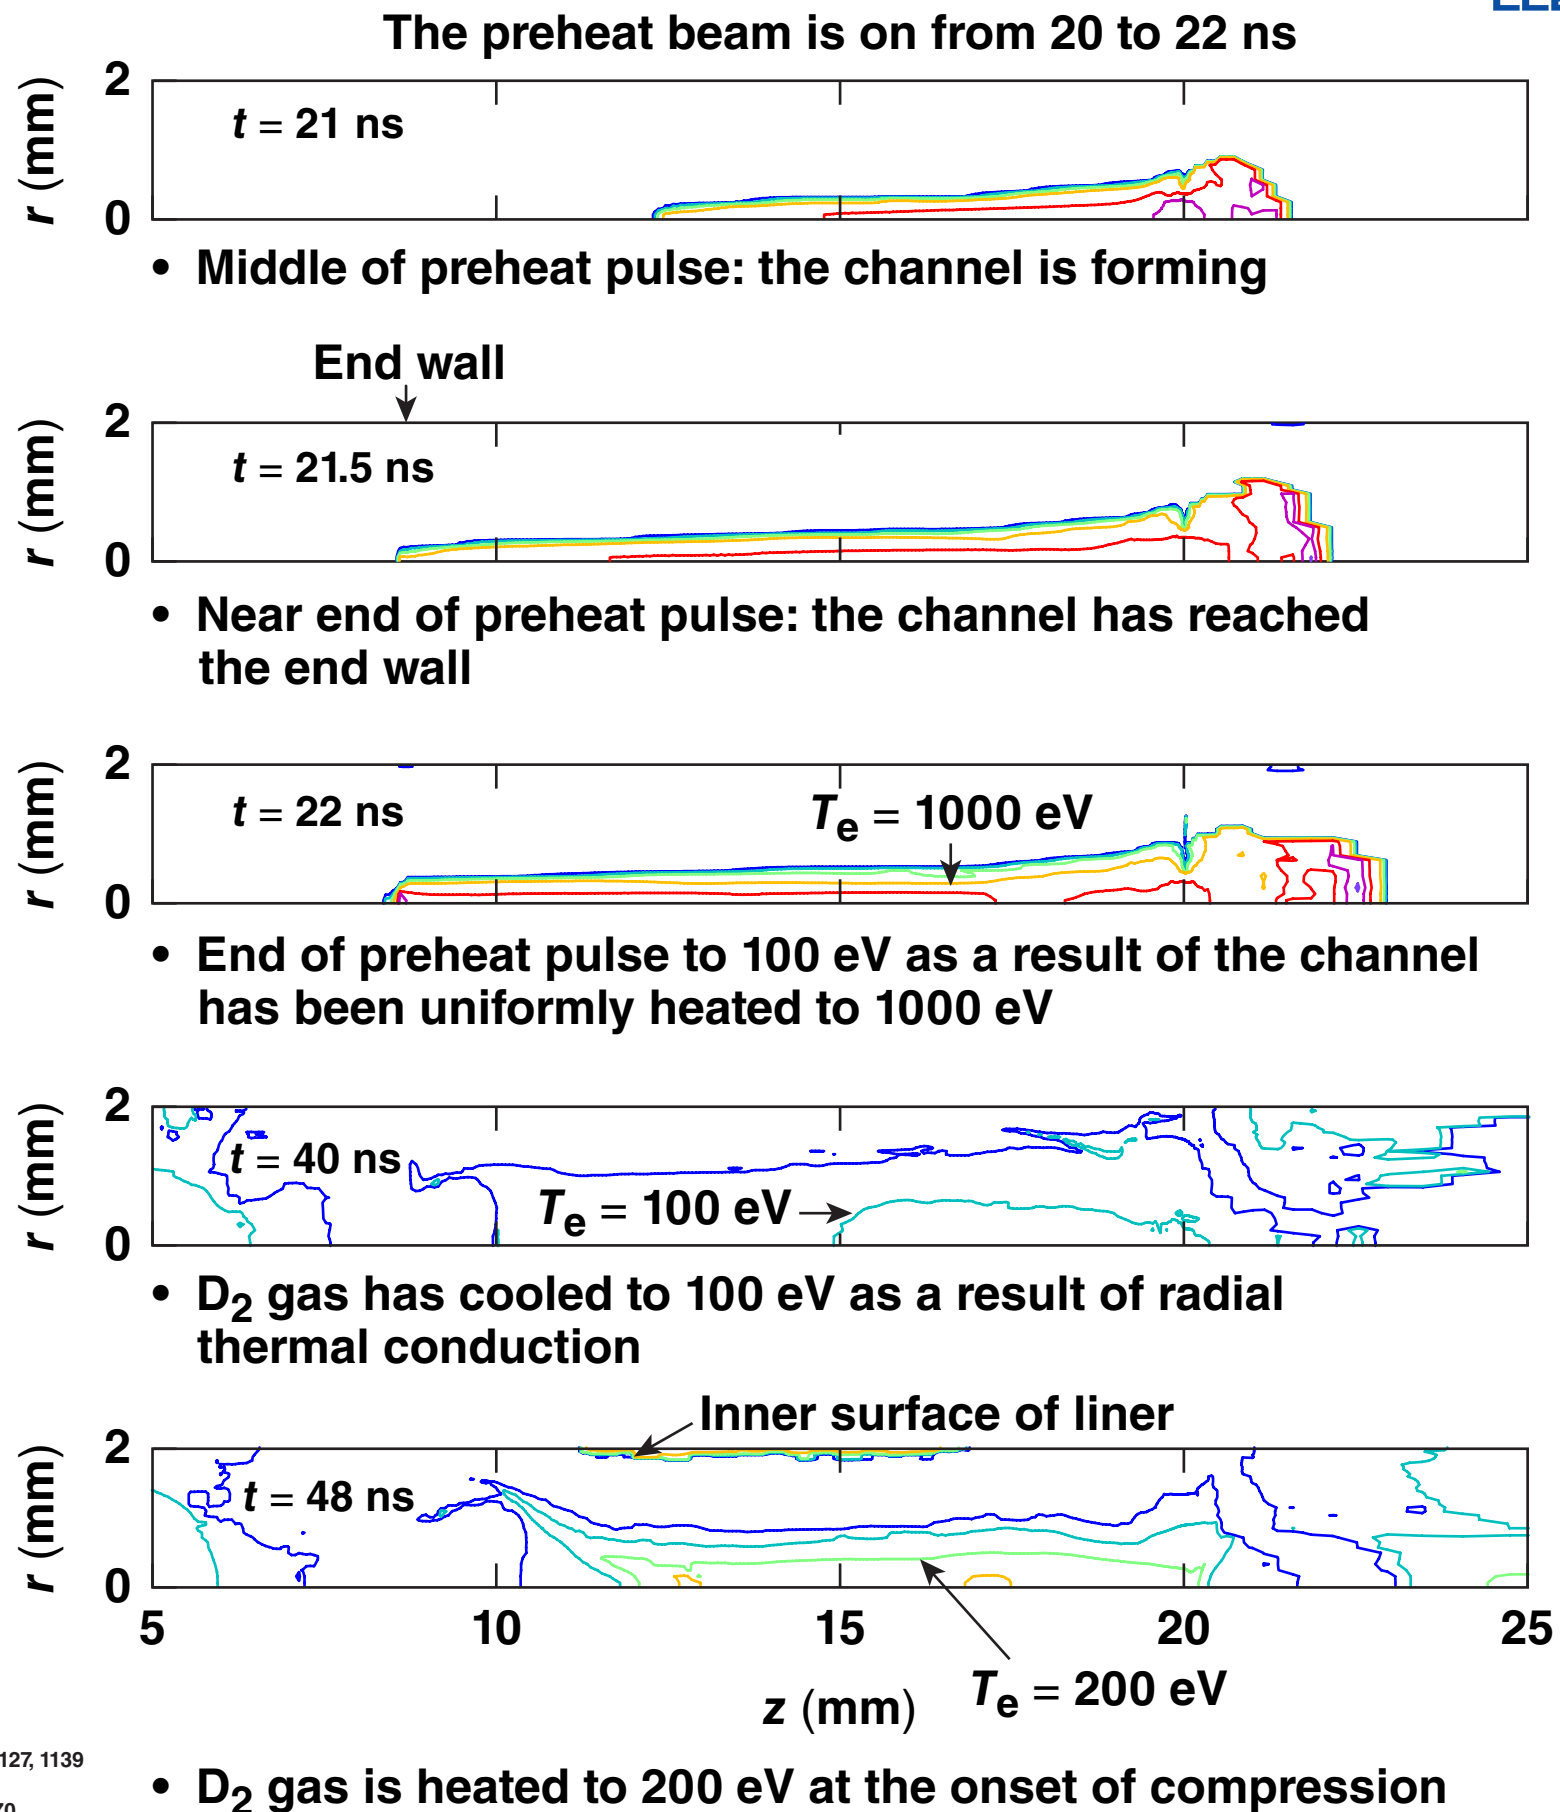 The preheat beam is on from 20 to 22 ns
2
t = 21 ns
r (mm)
0
• Middle of preheat pulse: the channel is forming
End wall
2
t = 21.5 ns
r (mm)
0
• Near end of preheat pulse: the channel has reached
the end wall
2
t = 22 ns
Te = 1000 eV
r (mm)
0
• End of preheat pulse to 100 eV as a result of the channel
has been uniformly heated to 1000 eV
2
t = 40 ns
Te = 100 eV
r (mm)
0
• D2 gas has cooled to 100 eV as a result of radial
thermal conduction
Inner surface of liner
2
t = 48 ns
r (mm)
0
5 10 15 20 25
z (mm)
Te = 200 eV
127, 1139
• D2 gas is heated to 200 eV at the onset of compression